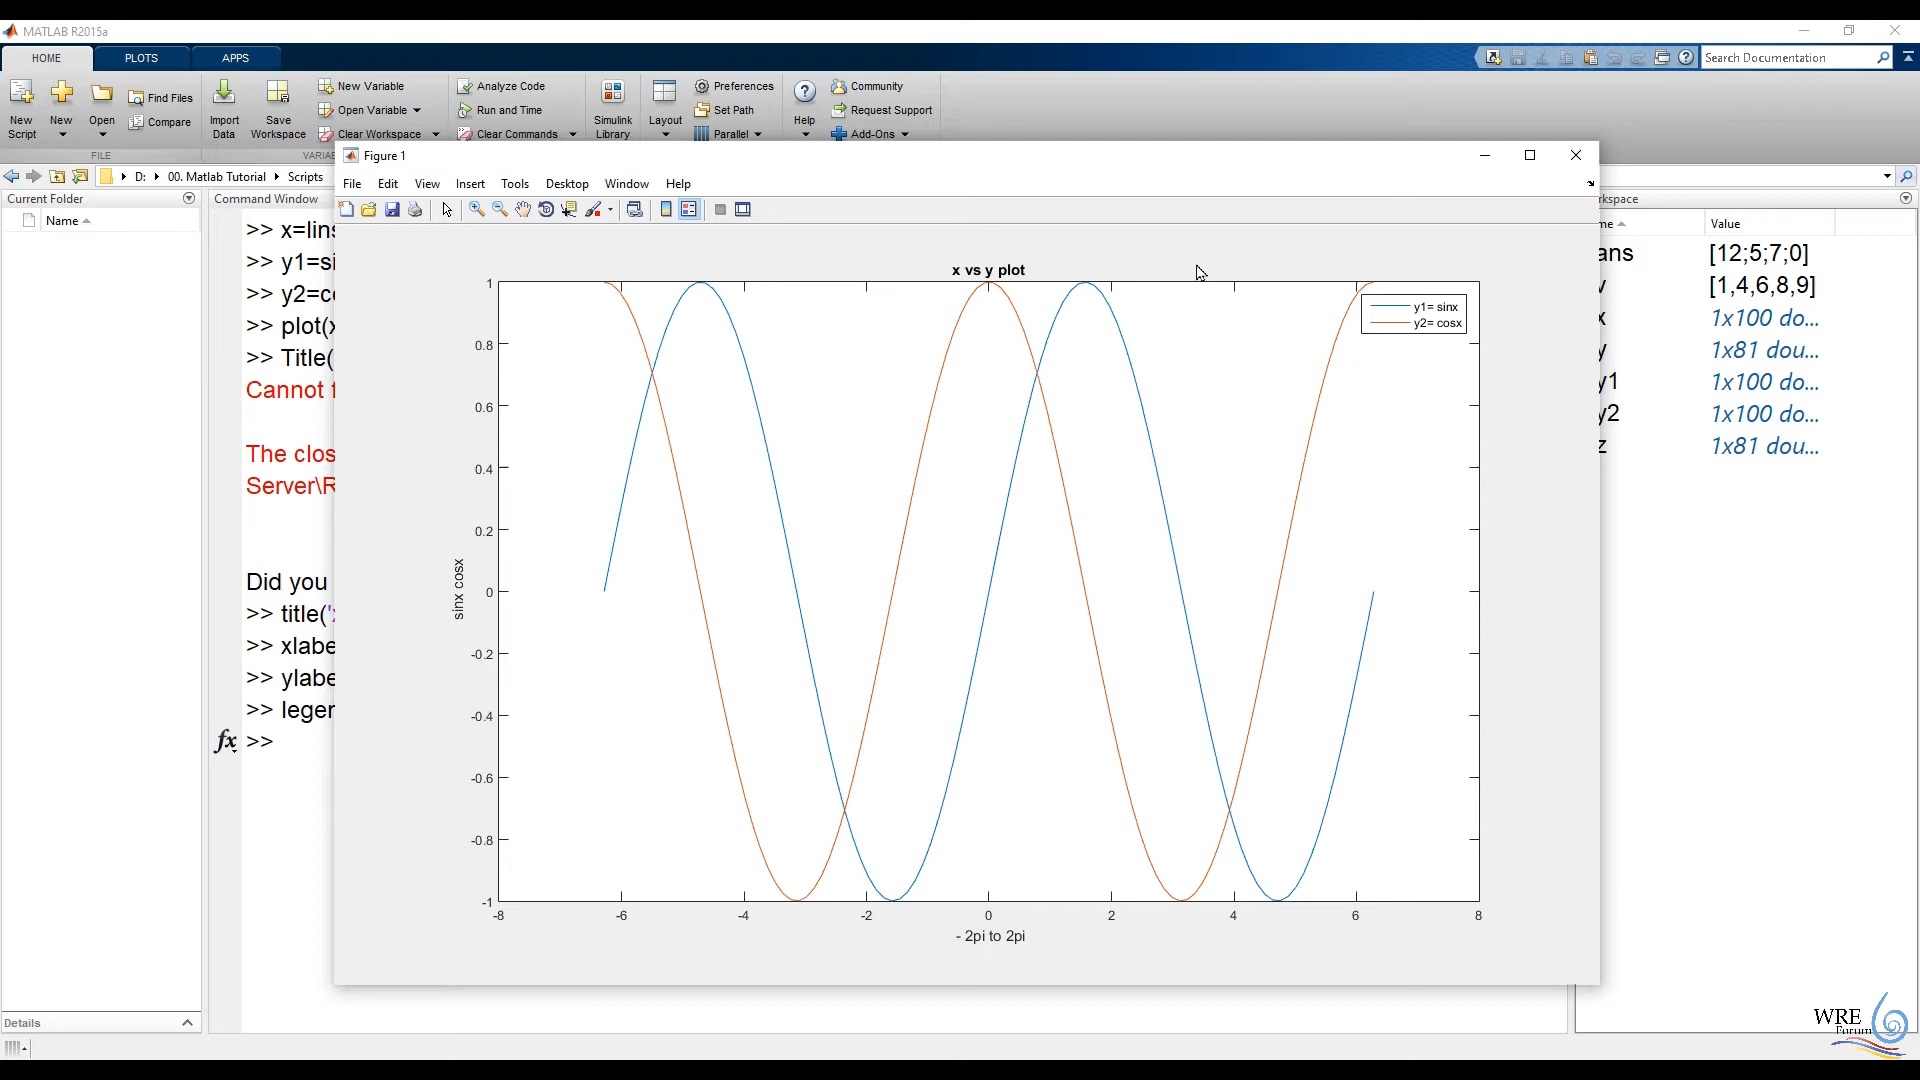 MATLAB R2015a
HOME PLOTS APPS
Search Documentation
New Script
New
Open
Find Files
Compare
Import Data
Save Workspace
New Variable
Open Variable
Clear Workspace
Analyze Code
Run and Time
Clear Commands
Simulink Library
Layout
Preferences
Set Path
Parallel
Help
Community
Request Support
Add-Ons
FILE
VARIA
D: 00. Matlab Tutorial Scripts
Current Folder
Name
Command Window
>> x=lins
>> y1=si
>> y2=c
>> plot(x
>> Title(
Cannot f
The clos
Server\R
Did you
>> title('x
>> xlabe
>> ylabe
>> leger
fx >>
Figure 1
File Edit View Insert Tools Desktop Window Help
x vs y plot
y1= sinx
y2= cosx
1
0.8
0.6
0.4
0.2
0
-0.2
-0.4
-0.6
-0.8
-1
sinx cosx
-8 -6 -4 -2 0 2 4 6 8
- 2pi to 2pi
rkspace
me Value
ans [12;5;7;0]
v [1,4,6,8,9]
x 1x100 do...
y 1x81 dou...
y1 1x100 do...
y2 1x100 do...
z 1x81 dou...
Details
WRE
Forum